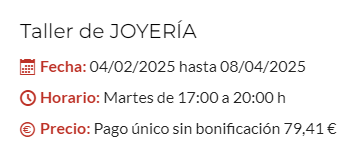 Taller de JOYERÍA
Fecha: 04/02/2025 hasta 08/04/2025
Horario: Martes de 17:00 a 20:00 h
Precio: Pago único sin bonificación 79,41 €